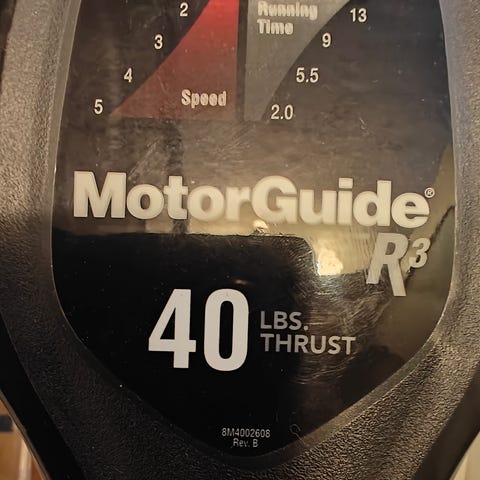 2
Running
13
Time
3
9
4
5.5
5
Speed
2.0
MotorGuide®
R³
40
LBS.
THRUST
8M4002608
Rev. B